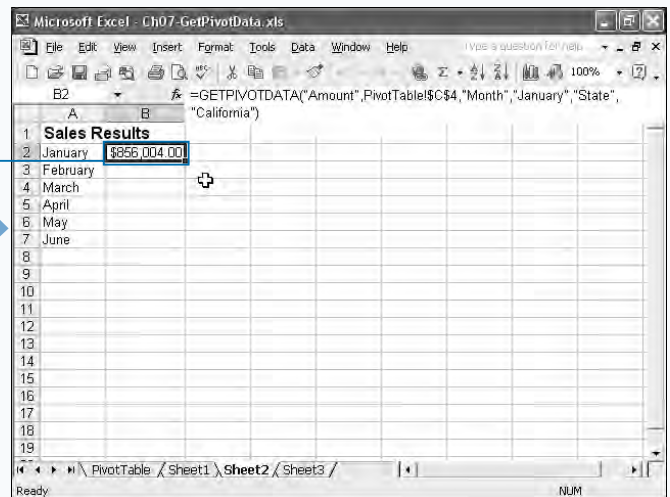 Microsoft Excel - Ch07-GetPivotData.xls
File Edit View Insert Format Tools Data Window Help Type a question for help
100%
B2 fx =GETPIVOTDATA("Amount",PivotTable!$C$4,"Month","January","State",
"California")
A B
1 Sales Results
2 January $856,004.00
3 February
4 March
5 April
6 May
7 June
8
9
10
11
12
13
14
15
16
17
18
19
PivotTable / Sheet1 \ Sheet2 / Sheet3 /
Ready NUM